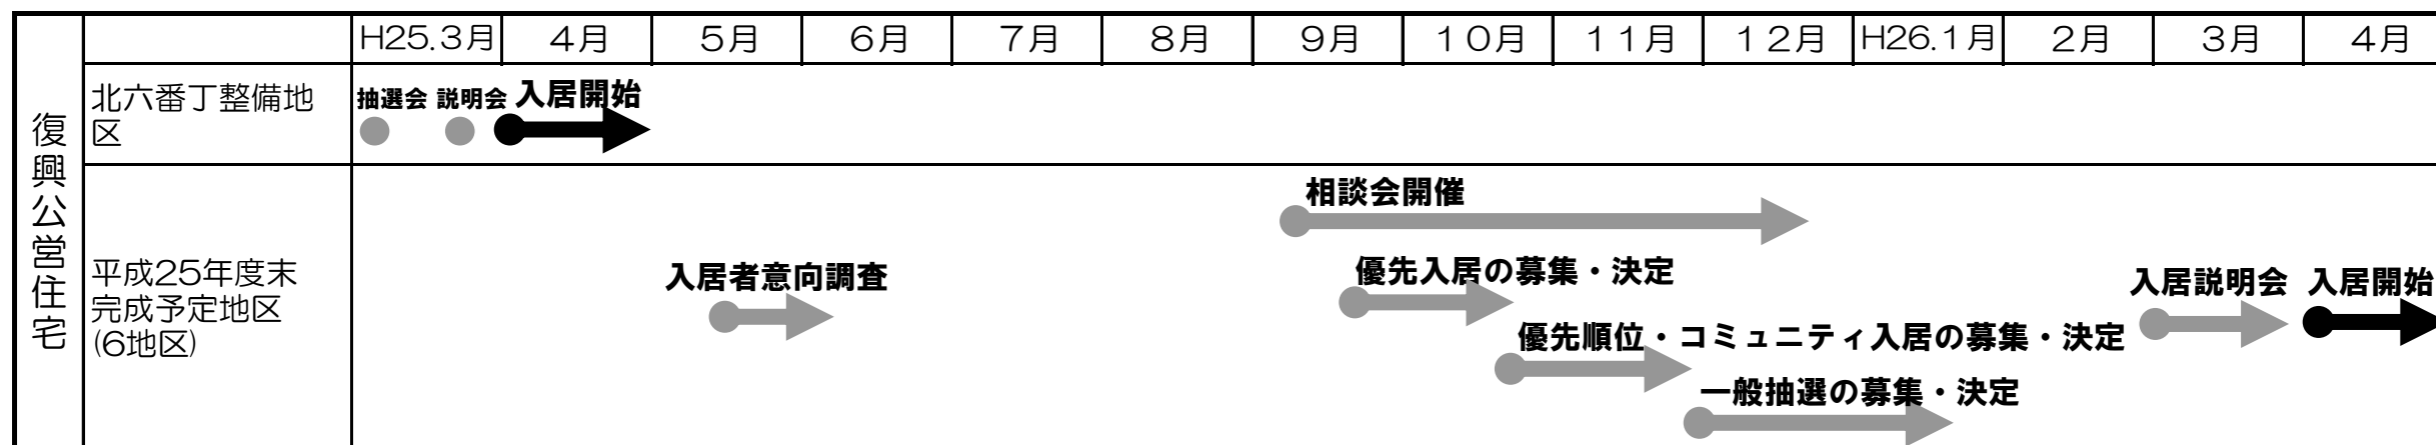 H25.3月 4月 5月 6月 7月 8月 9月 10月 11月 12月 H26.1月 2月 3月 4月
復興公営住宅
北六番丁整備地
区
抽選会 説明会 入居開始
平成25年度末
完成予定地区
(6地区)
相談会開催
入居者意向調査
優先入居の募集・決定
優先順位・コミュニティ入居の募集・決定
一般抽選の募集・決定
入居説明会 入居開始